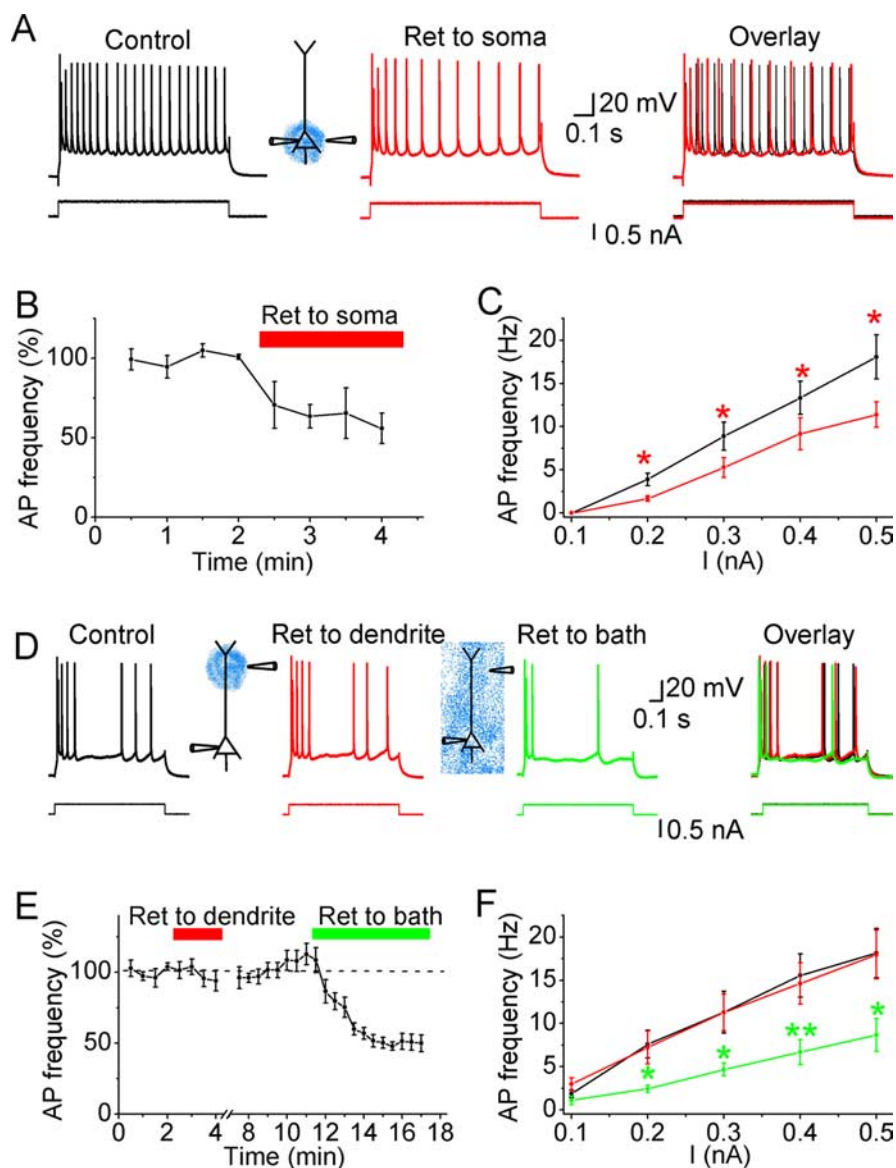 A
Control
Ret to soma
Overlay
20 mV
0.1 s
0.5 nA
B
Ret to soma
AP frequency (%)
100
50
0
0 1 2 3 4
Time (min)
C
AP frequency (Hz)
20
15
10
5
0
*
*
*
*
0.1 0.2 0.3 0.4 0.5
I (nA)
D
Control
Ret to dendrite
Ret to bath
Overlay
20 mV
0.1 s
0.5 nA
E
Ret to dendrite
Ret to bath
AP frequency (%)
100
50
0
0 2 4 8 10 12 14 16 18
Time (min)
F
AP frequency (Hz)
20
15
10
5
0
*
*
**
*
0.1 0.2 0.3 0.4 0.5
I (nA)